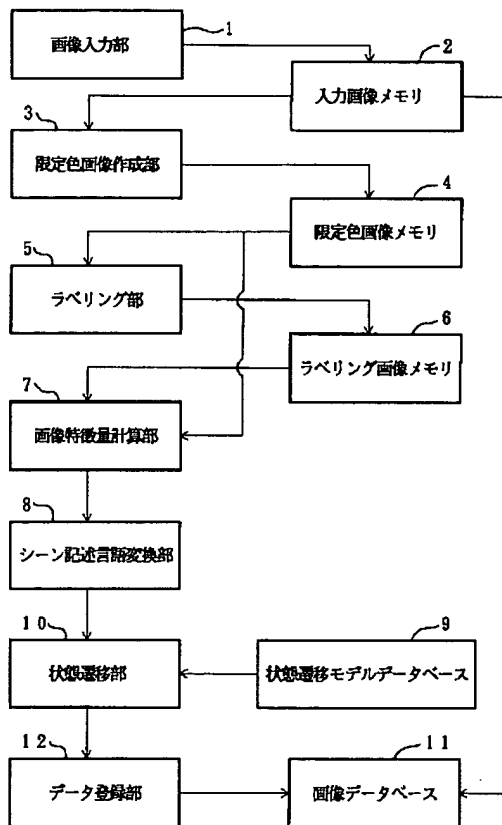 1
画像入力部
2
入力画像メモリ
3
限定色画像作成部
4
限定色画像メモリ
5
ラベリング部
6
ラベリング画像メモリ
7
画像特徴量計算部
8
シーン記述言語変換部
10
状態遷移部
9
状態遷移モデルデータベース
12
データ登録部
11
画像データベース